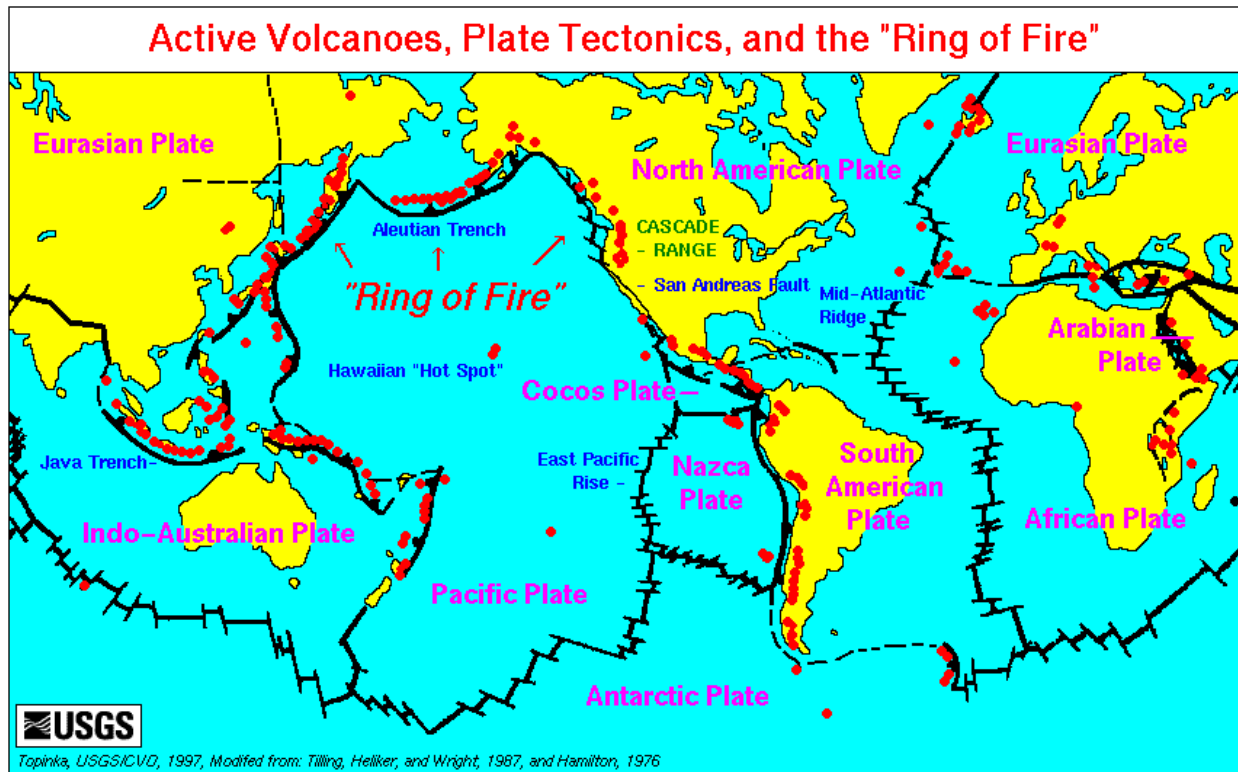 Active Volcanoes, Plate Tectonics, and the "Ring of Fire"
Eurasian Plate
North American Plate
Eurasian Plate
Aleutian Trench
CASCADE
- RANGE
"Ring of Fire"
- San Andreas Fault
Mid-Atlantic
Ridge
Arabian
Plate
Hawaiian "Hot Spot"
Cocos Plate
Java Trench-
East Pacific
Rise -
Nazca
Plate
South
American
Plate
Indo-Australian Plate
African Plate
Pacific Plate
Antarctic Plate
USGS
Topinka, USGS/CVO, 1997, Modifed from: Tilling, Heliker, and Wright, 1987, and Hamilton, 1976